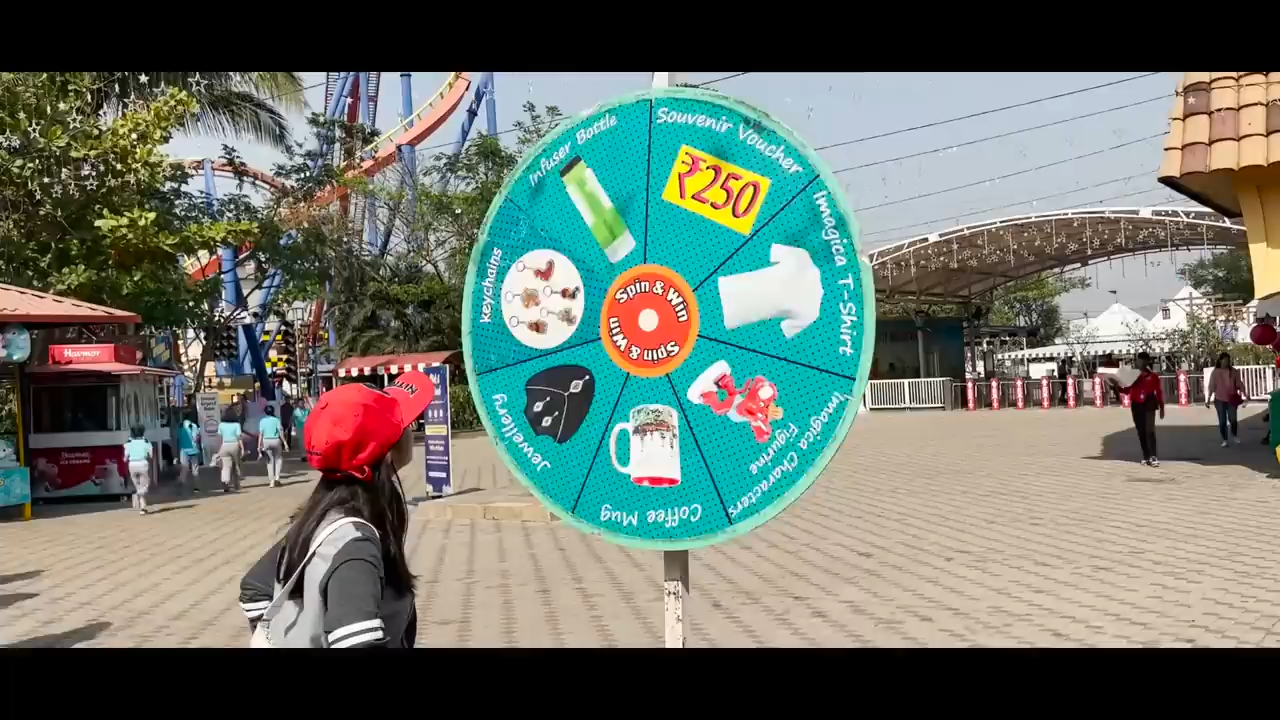 Infuser Bottle
Souvenir Voucher
₹250
Imagica T-Shirt
keychains
Spin & Win
Spin & Win
Jewellery
Coffee Mug
Imagica Characters
Figurine
Havmor